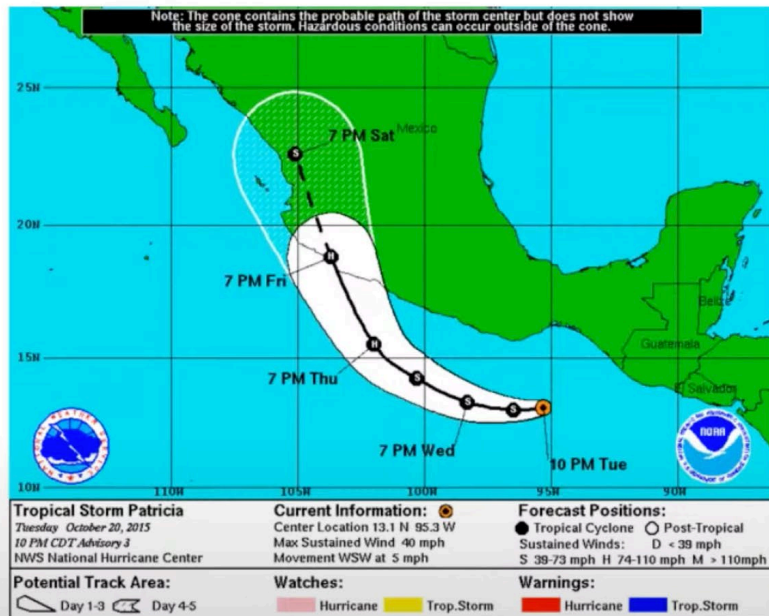 Note: The cone contains the probable path of the storm center but does not show
the size of the storm. Hazardous conditions can occur outside of the cone.
25N
Mexico
7 PM Sat
20N
7 PM Fri
Belize
Guatemala
15N
7 PM Thu
El Salvador
S
H
H
S
S
S
7 PM Wed
10 PM Tue
NOAA
10N
110W
105W
100W
95W
90W
Tropical Storm Patricia
Tuesday October 20, 2015
10 PM CDT Advisory 3
NWS National Hurricane Center
Current Information:
Center Location 13.1 N 95.3 W
Max Sustained Wind 40 mph
Movement WSW at 5 mph
Forecast Positions:
Tropical Cyclone Post-Tropical
Sustained Winds: D < 39 mph
S 39-73 mph H 74-110 mph M > 110mph
Potential Track Area:
Day 1-3 Day 4-5
Watches:
Hurricane Trop.Storm
Warnings:
Hurricane Trop.Storm